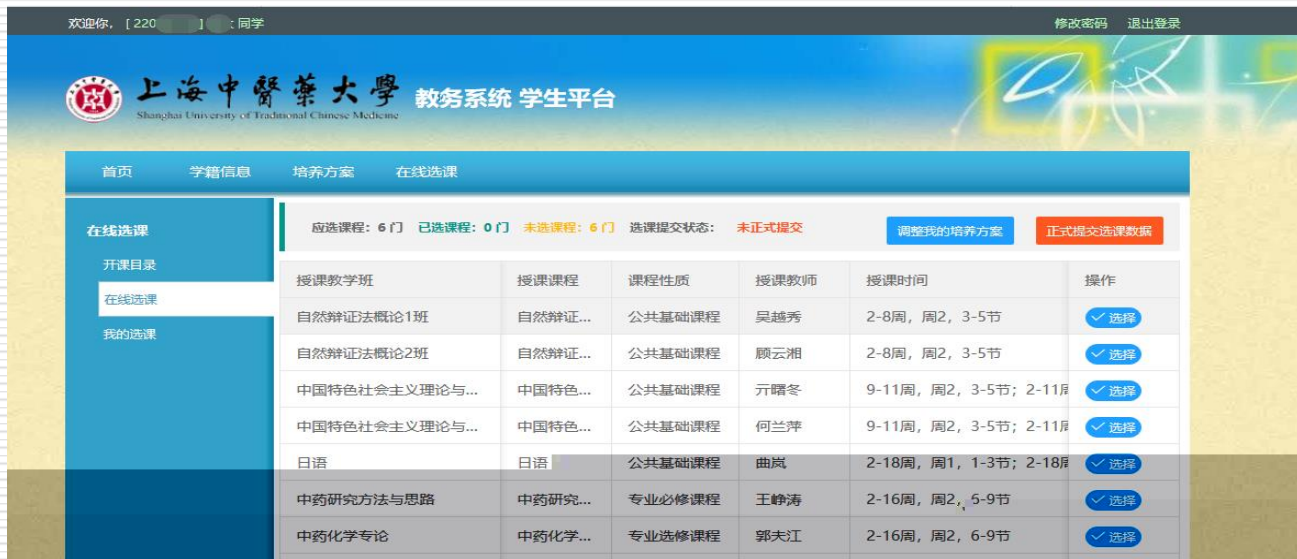 欢迎你, [ 220 ] 同学
修改密码 退出登录
上海中醫薬大學 教务系统 学生平台
Shanghai University of Traditional Chinese Medicine
首页 学籍信息 培养方案 在线选课
在线选课
开课目录
在线选课
我的选课
应选课程：6 门 已选课程：0 门 未选课程：6 门 选课提交状态： 未正式提交 调整我的培养方案 正式提交选课数据
授课教学班 授课课程 课程性质 授课教师 授课时间 操作
自然辩证法概论1班 自然辩证... 公共基础课程 吴越秀 2-8周，周2，3-5节 选择
自然辩证法概论2班 自然辩证... 公共基础课程 顾云湘 2-8周，周2，3-5节 选择
中国特色社会主义理论与... 中国特色... 公共基础课程 亓曙冬 9-11周，周2，3-5节；2-11周 选择
中国特色社会主义理论与... 中国特色... 公共基础课程 何兰萍 9-11周，周2，3-5节；2-11周 选择
日语 日语 公共基础课程 曲岚 2-18周，周1，1-3节；2-18周 选择
中药研究方法与思路 中药研究... 专业必修课程 王峥涛 2-16周，周2，6-9节 选择
中药化学专论 中药化学... 专业选修课程 郭夫江 2-16周，周2，6-9节 选择